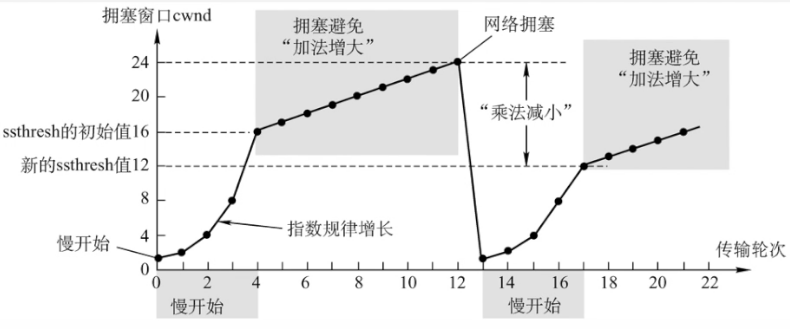 拥塞窗口cwnd
拥塞避免
“加法增大”
网络拥塞
拥塞避免
“加法增大”
24
20
“乘法减小”
ssthresh的初始值16
新的ssthresh值12
8
指数规律增长
慢开始
4
传输轮次
0
0 2 4 6 8 10 12 14 16 18 20 22
慢开始
慢开始